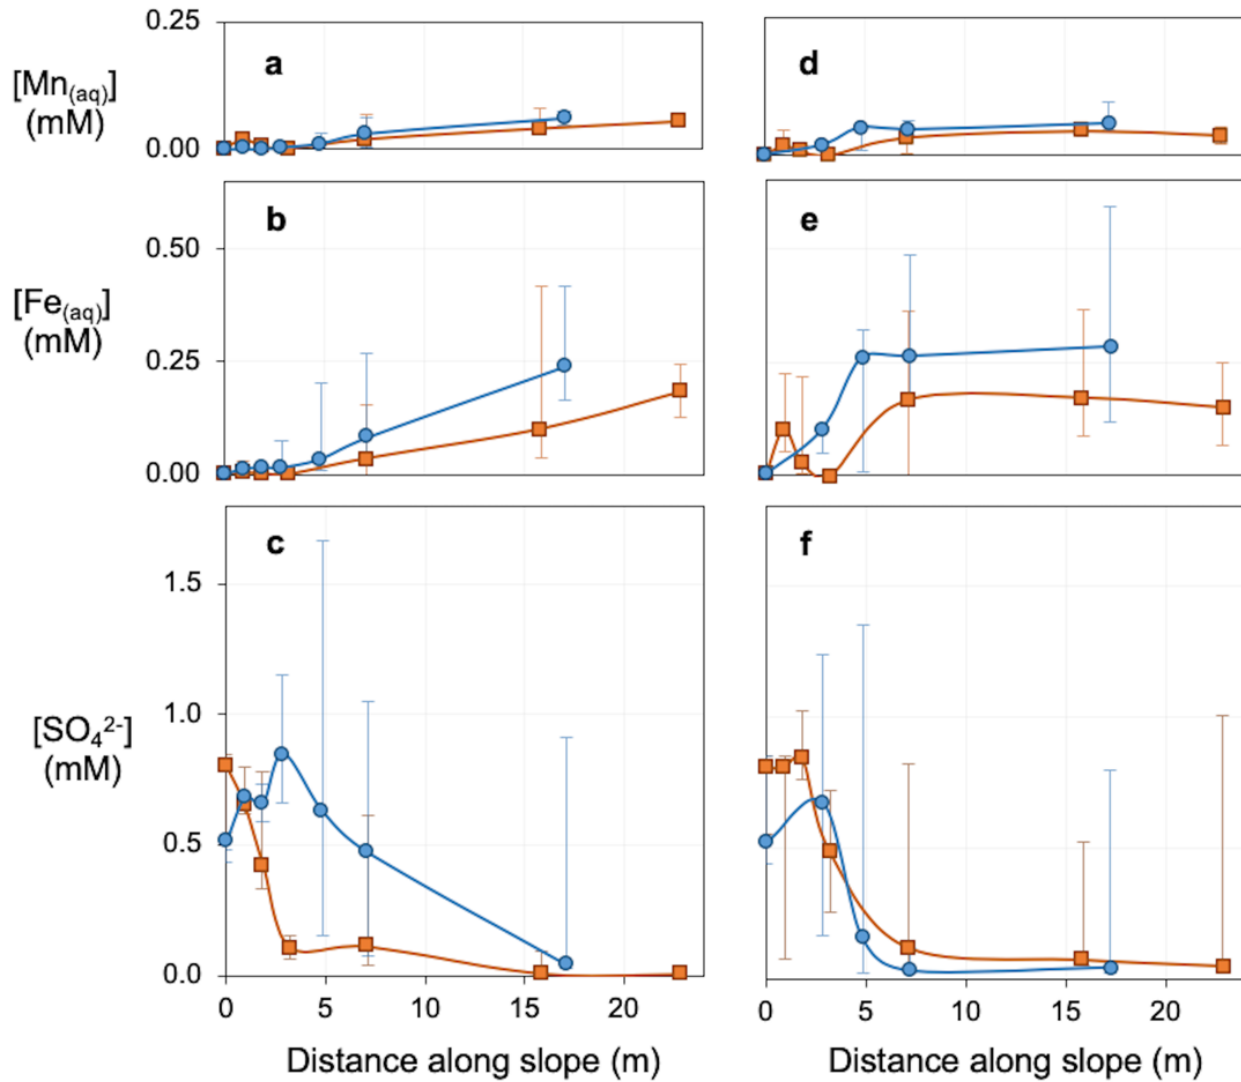 0.25
a
d
[Mn(aq)]
(mM)
0.00
b
e
0.50
[Fe(aq)]
(mM)
0.25
0.00
c
f
1.5
1.0
[SO₄²⁻]
(mM)
0.5
0.0
0 5 10 15 20
0 5 10 15 20
Distance along slope (m)
Distance along slope (m)